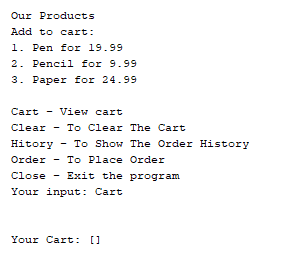 Our Products
Add to cart:
1. Pen for 19.99
2. Pencil for 9.99
3. Paper for 24.99
Cart - View cart
Clear - To Clear The Cart
Hitory - To Show The Order History
Order - To Place Order
Close - Exit the program
Your input: Cart
Your Cart: []